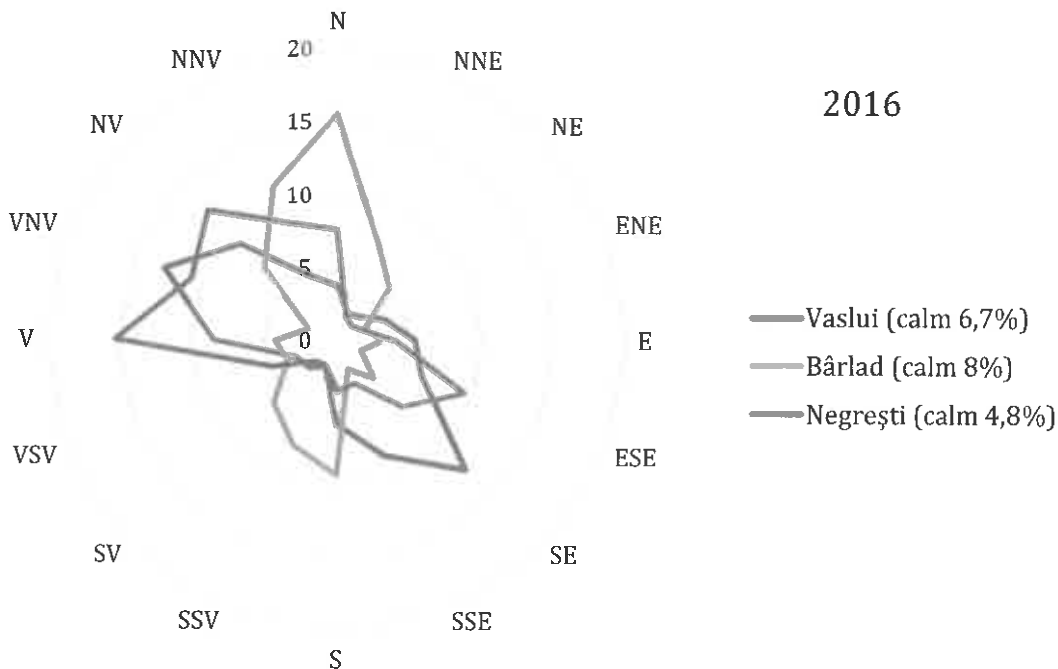 N
NNE
NE
ENE
E
ESE
SE
SSE
S
SSV
SV
VSV
V
VNV
NV
NNV
20
15
10
5
0
2016
Vaslui (calm 6,7%)
Bârlad (calm 8%)
Negrești (calm 4,8%)